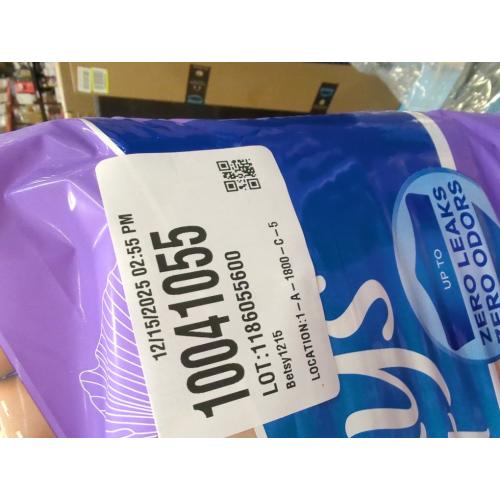 12/15/2025 02:55 PM
10041055
LOT:1186055600
Betsy1215
LOCATION:1-A-1800-C-5
ys.
UP TO
ZERO LEAKS
ZERO ODORS